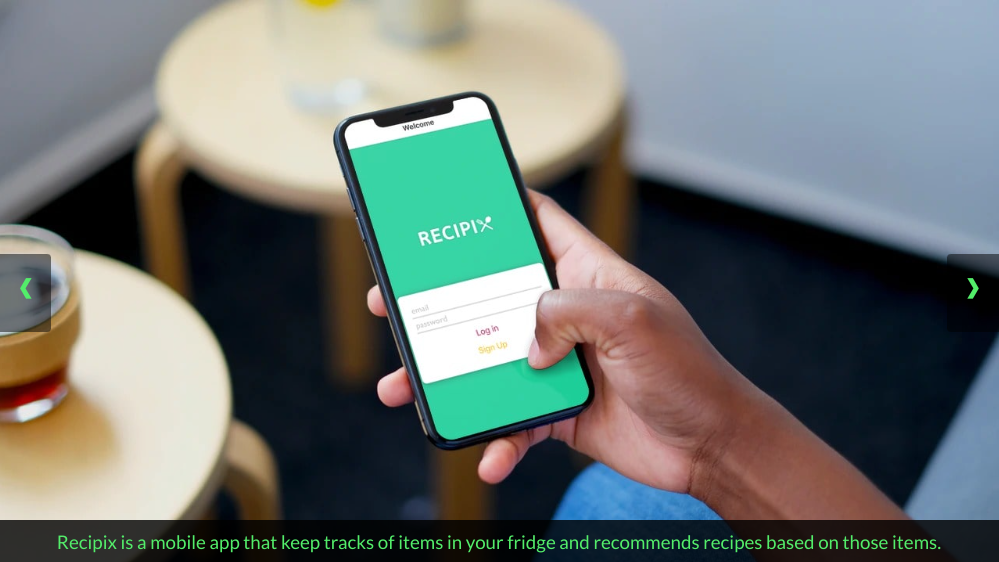 Welcome
RECIPIX
email
password
Log in
Sign Up
Recipix is a mobile app that keep tracks of items in your fridge and recommends recipes based on those items.